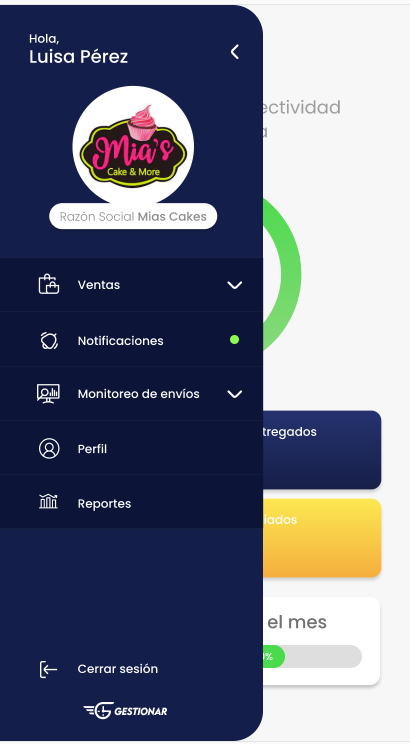 Hola,
Luisa Pérez
Mia's
Cake & More
Razón Social Mias Cakes
Ventas
Notificaciones
Monitoreo de envíos
Perfil
Reportes
Cerrar sesión
GESTIONAR
ectividad
a
tregados
iados
el mes
%